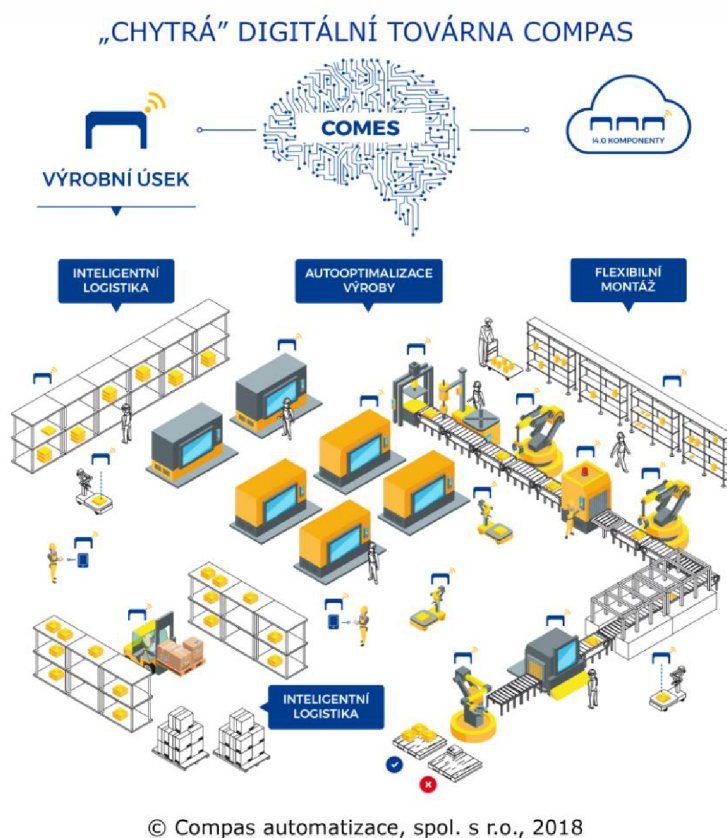 „CHYTRÁ” DIGITÁLNÍ TOVÁRNA COMPAS
COMES
I4.0 KOMPONENTY
VÝROBNÍ ÚSEK
INTELIGENTNÍ
LOGISTIKA
AUTOOPTIMALIZACE
VÝROBY
FLEXIBILNÍ
MONTÁŽ
INTELIGENTNÍ
LOGISTIKA
© Compas automatizace, spol. s r.o., 2018